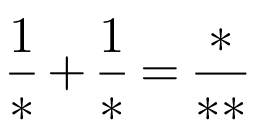 1/* + 1/* = */**